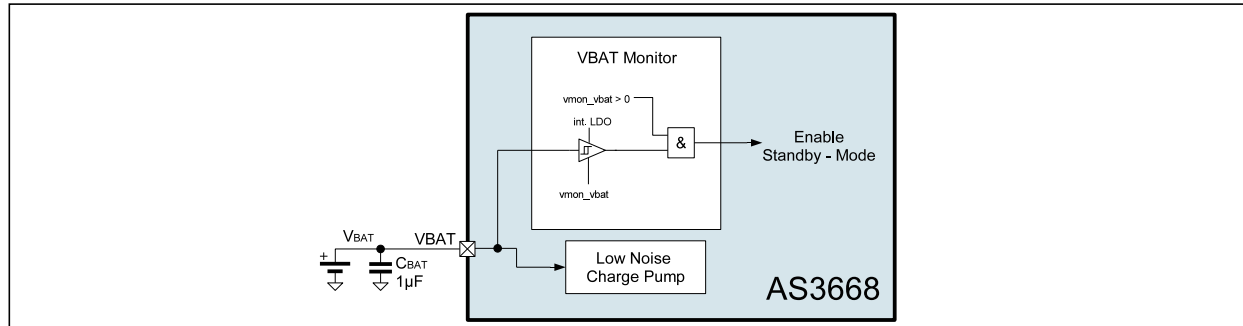 VBAT Monitor
vmon_vbat > 0
int. LDO
&
Enable
Standby - Mode
vmon_vbat
VBAT
VBAT
+
CBAT
1µF
Low Noise
Charge Pump
AS3668